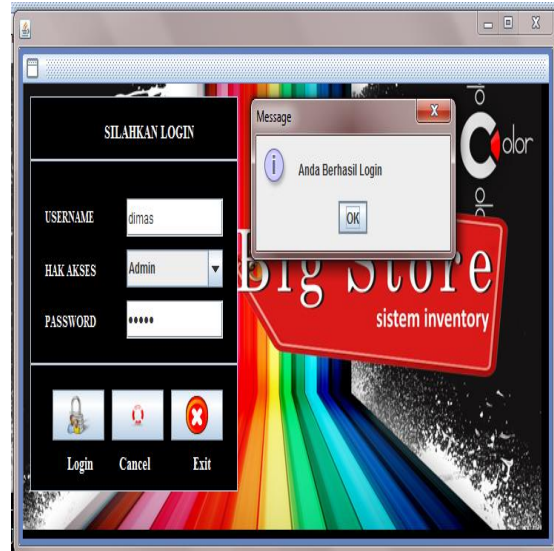 SILAHKAN LOGIN
USERNAME
dimas
HAK AKSES
Admin
PASSWORD
•••••
Login
Cancel
Exit
Message
Anda Berhasil Login
OK
Color
Big Store
sistem inventory